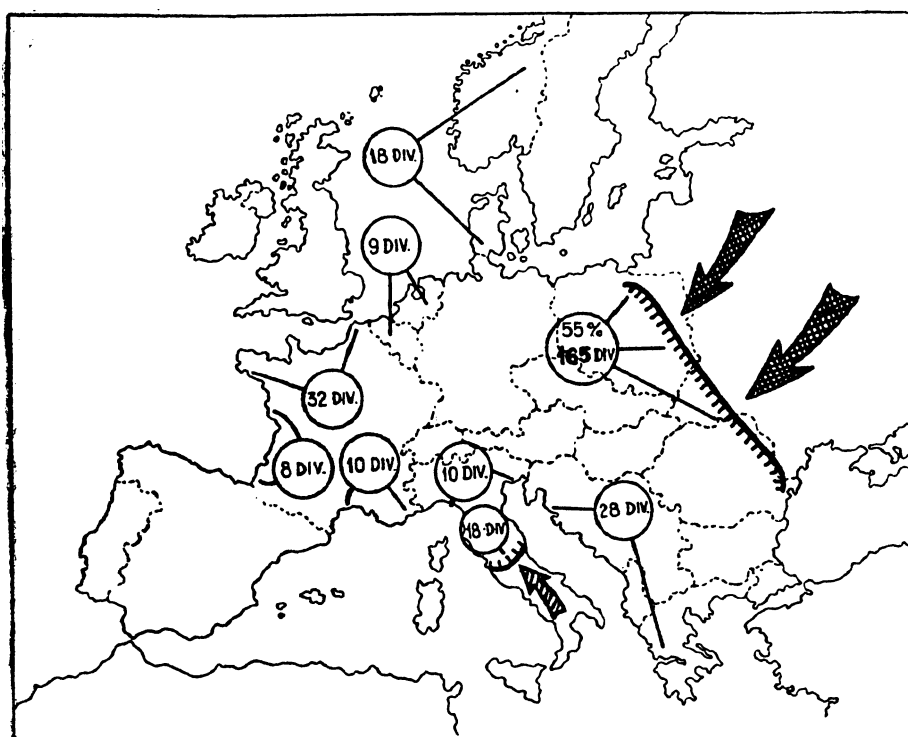 18 DIV.
9 DIV.
55%
165 DIV
32 DIV.
8 DIV.
10 DIV.
10 DIV.
28 DIV.
18 DIV